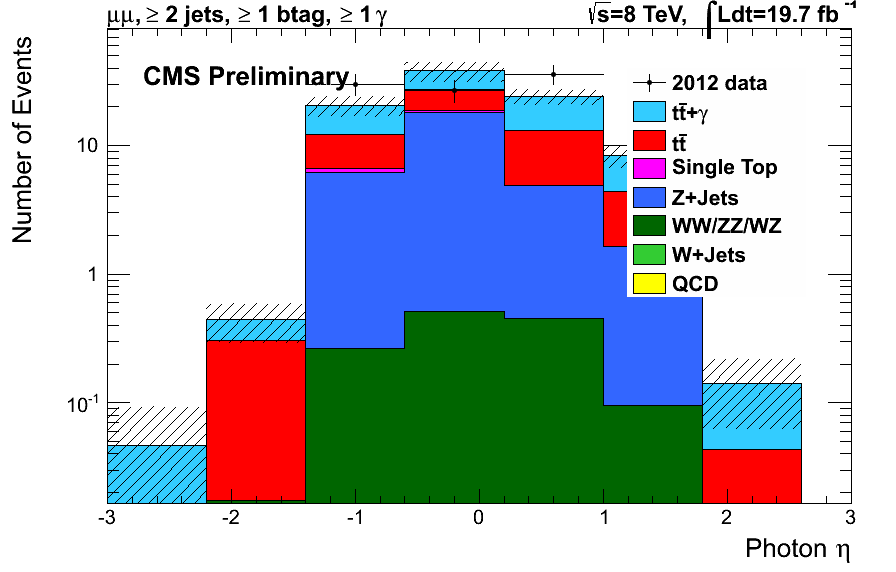 μμ, ≥ 2 jets, ≥ 1 btag, ≥ 1 γ √s=8 TeV, ∫Ldt=19.7 fb⁻¹
CMS Preliminary
2012 data
tt̄+γ
tt̄
Single Top
Z+Jets
WW/ZZ/WZ
W+Jets
QCD
Number of Events
10
1
10⁻¹
-3 -2 -1 0 1 2 3
Photon η